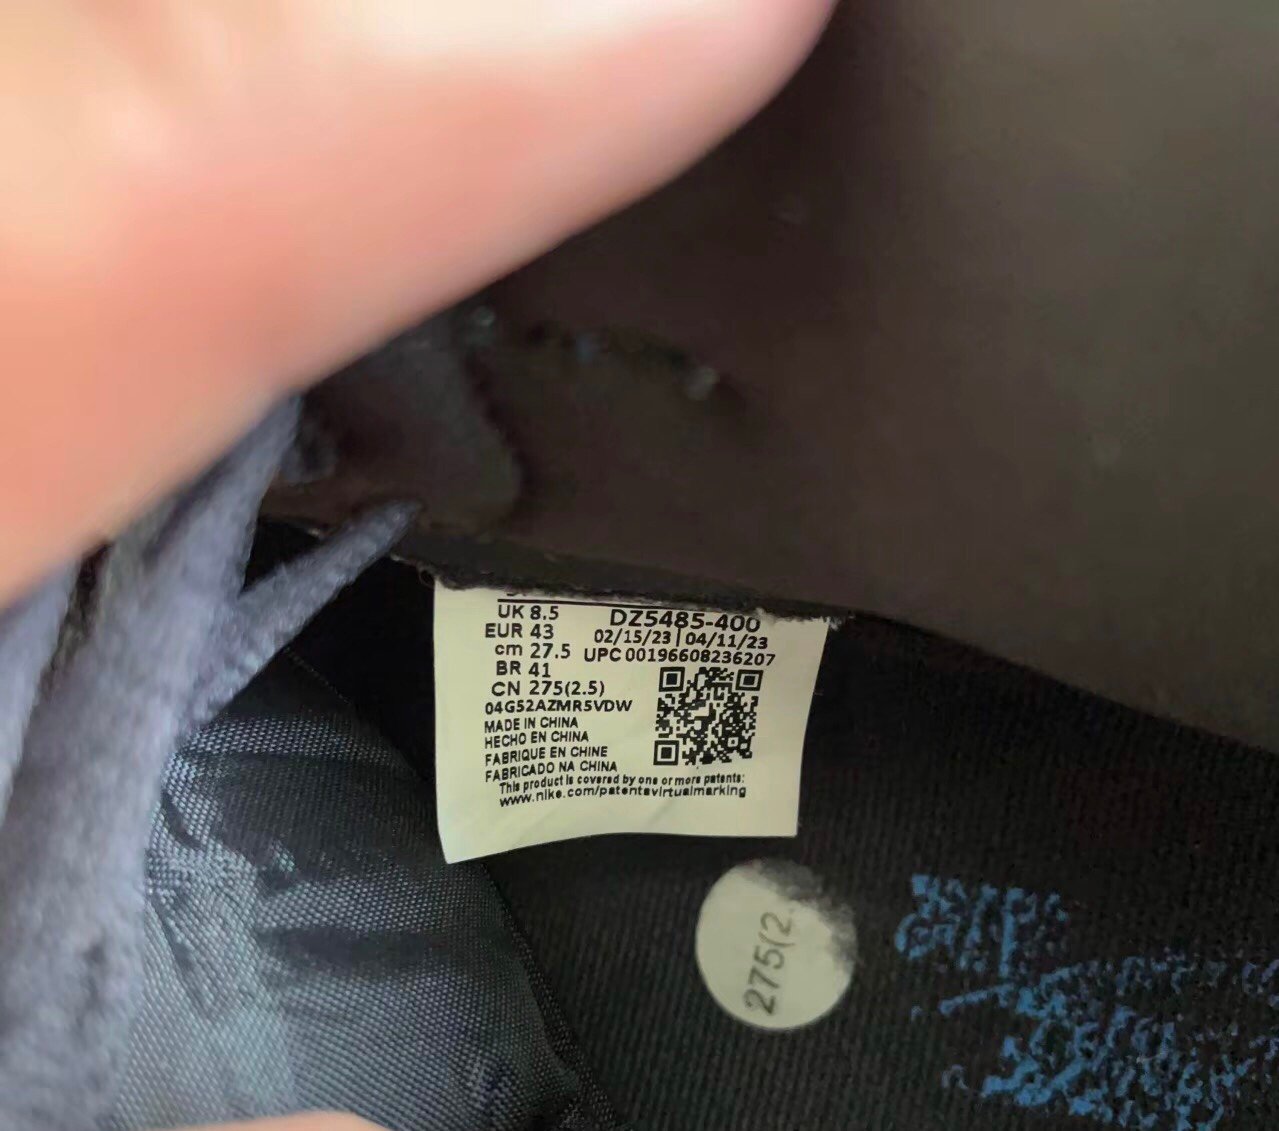 UK 8.5
EUR 43
cm 27.5
BR 41
CN 275(2.5)
04G52AZMR5VDW
MADE IN CHINA
HECHO EN CHINA
FABRIQUE EN CHINE
FABRICADO NA CHINA
DZ5485-400
02/15/23 | 04/11/23
UPC 00196608236207
This product is covered by one or more patents:
www.nike.com/patentsvirtualmarking
275(2.